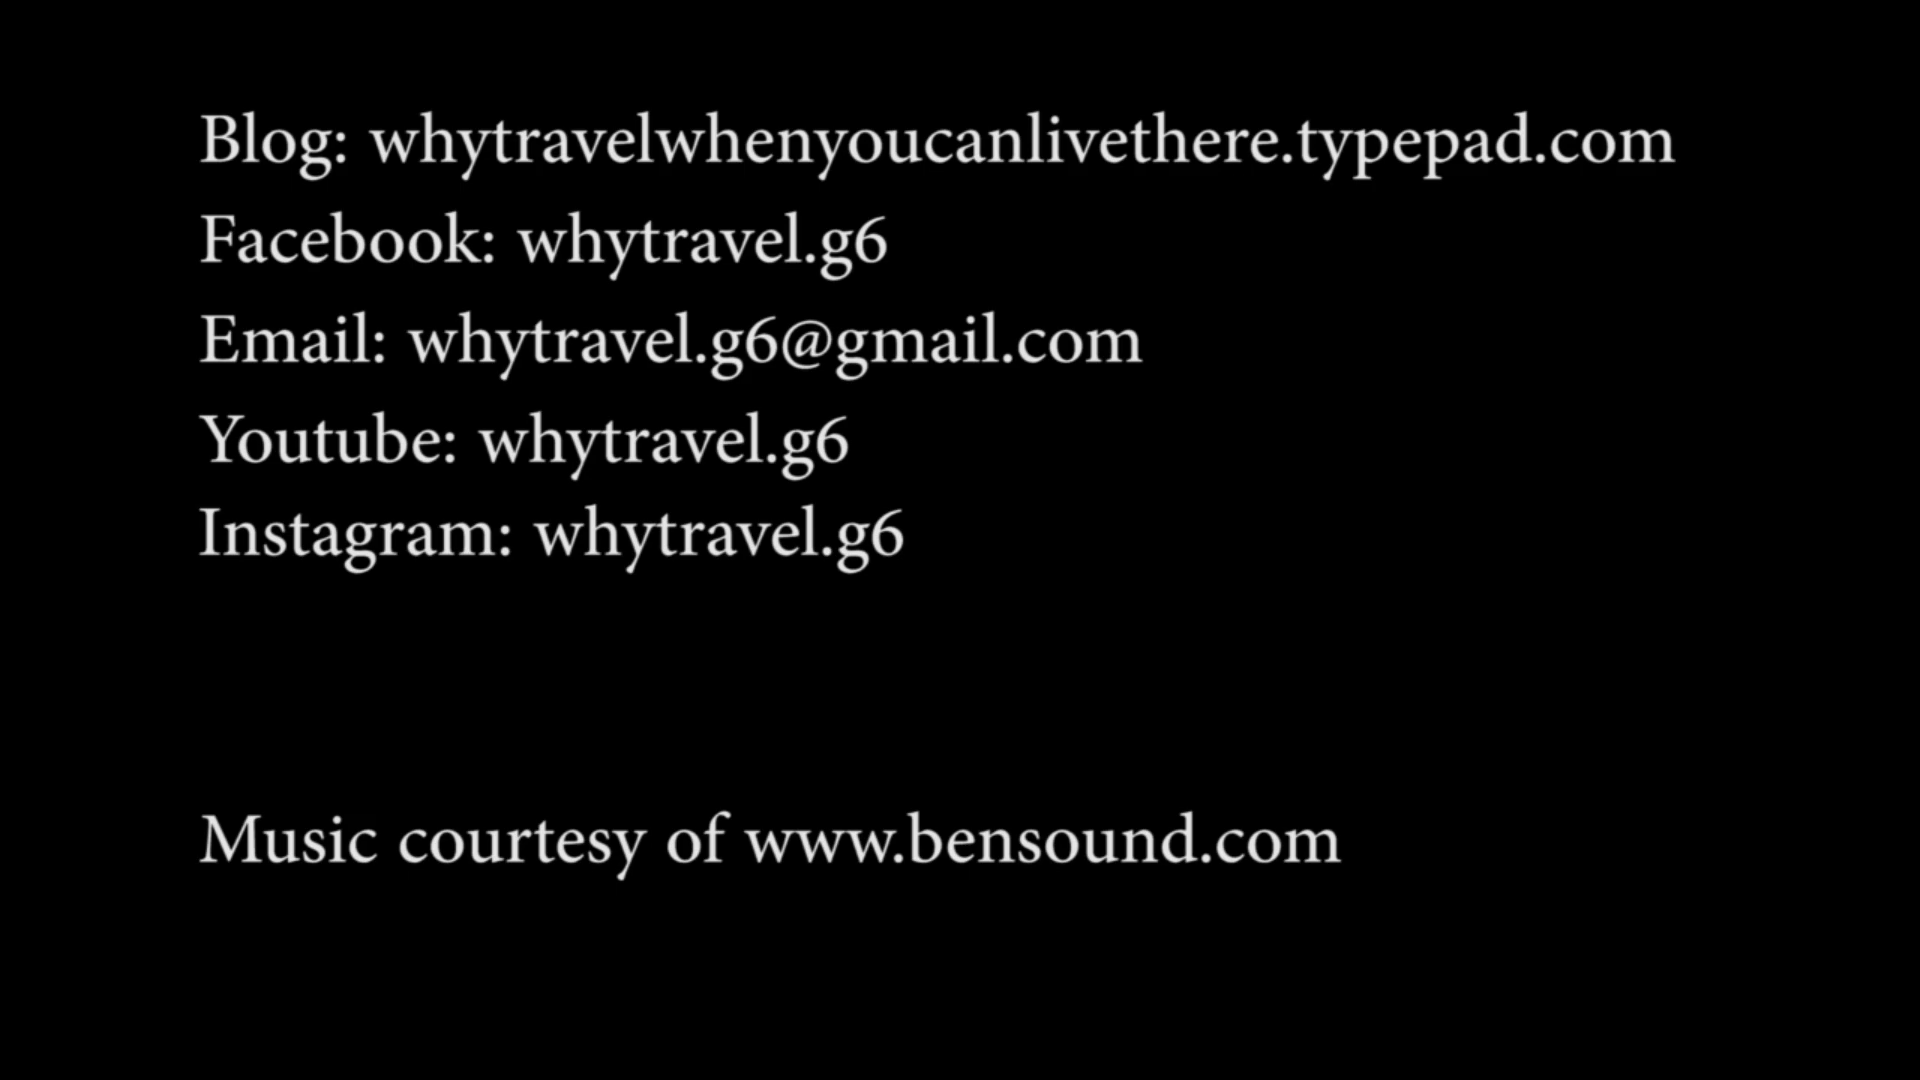 Blog: whytravelwhenyoucanlivethere.typepad.com
Facebook: whytravel.g6
Email: whytravel.g6@gmail.com
Youtube: whytravel.g6
Instagram: whytravel.g6
Music courtesy of www.bensound.com